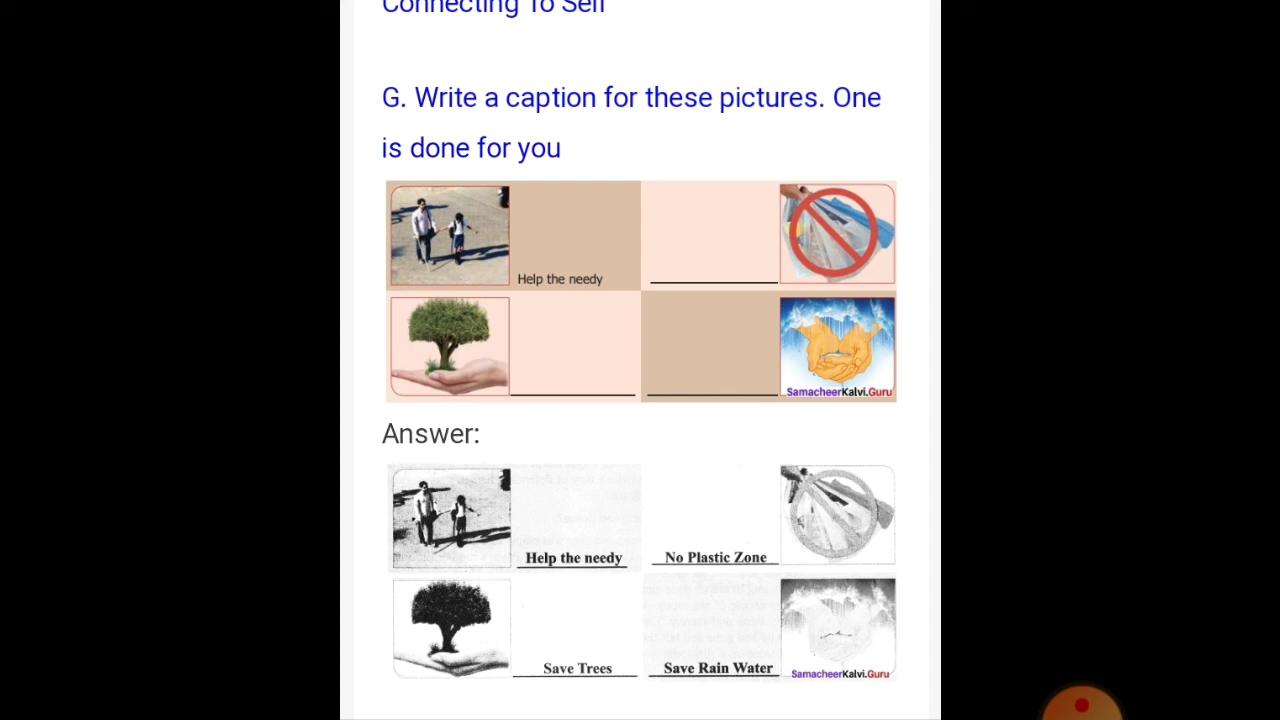 Connecting To Self
G. Write a caption for these pictures. One
is done for you
Help the needy
SamacheerKalvi.Guru
Answer:
Help the needy
No Plastic Zone
Save Trees
Save Rain Water
SamacheerKalvi.Guru